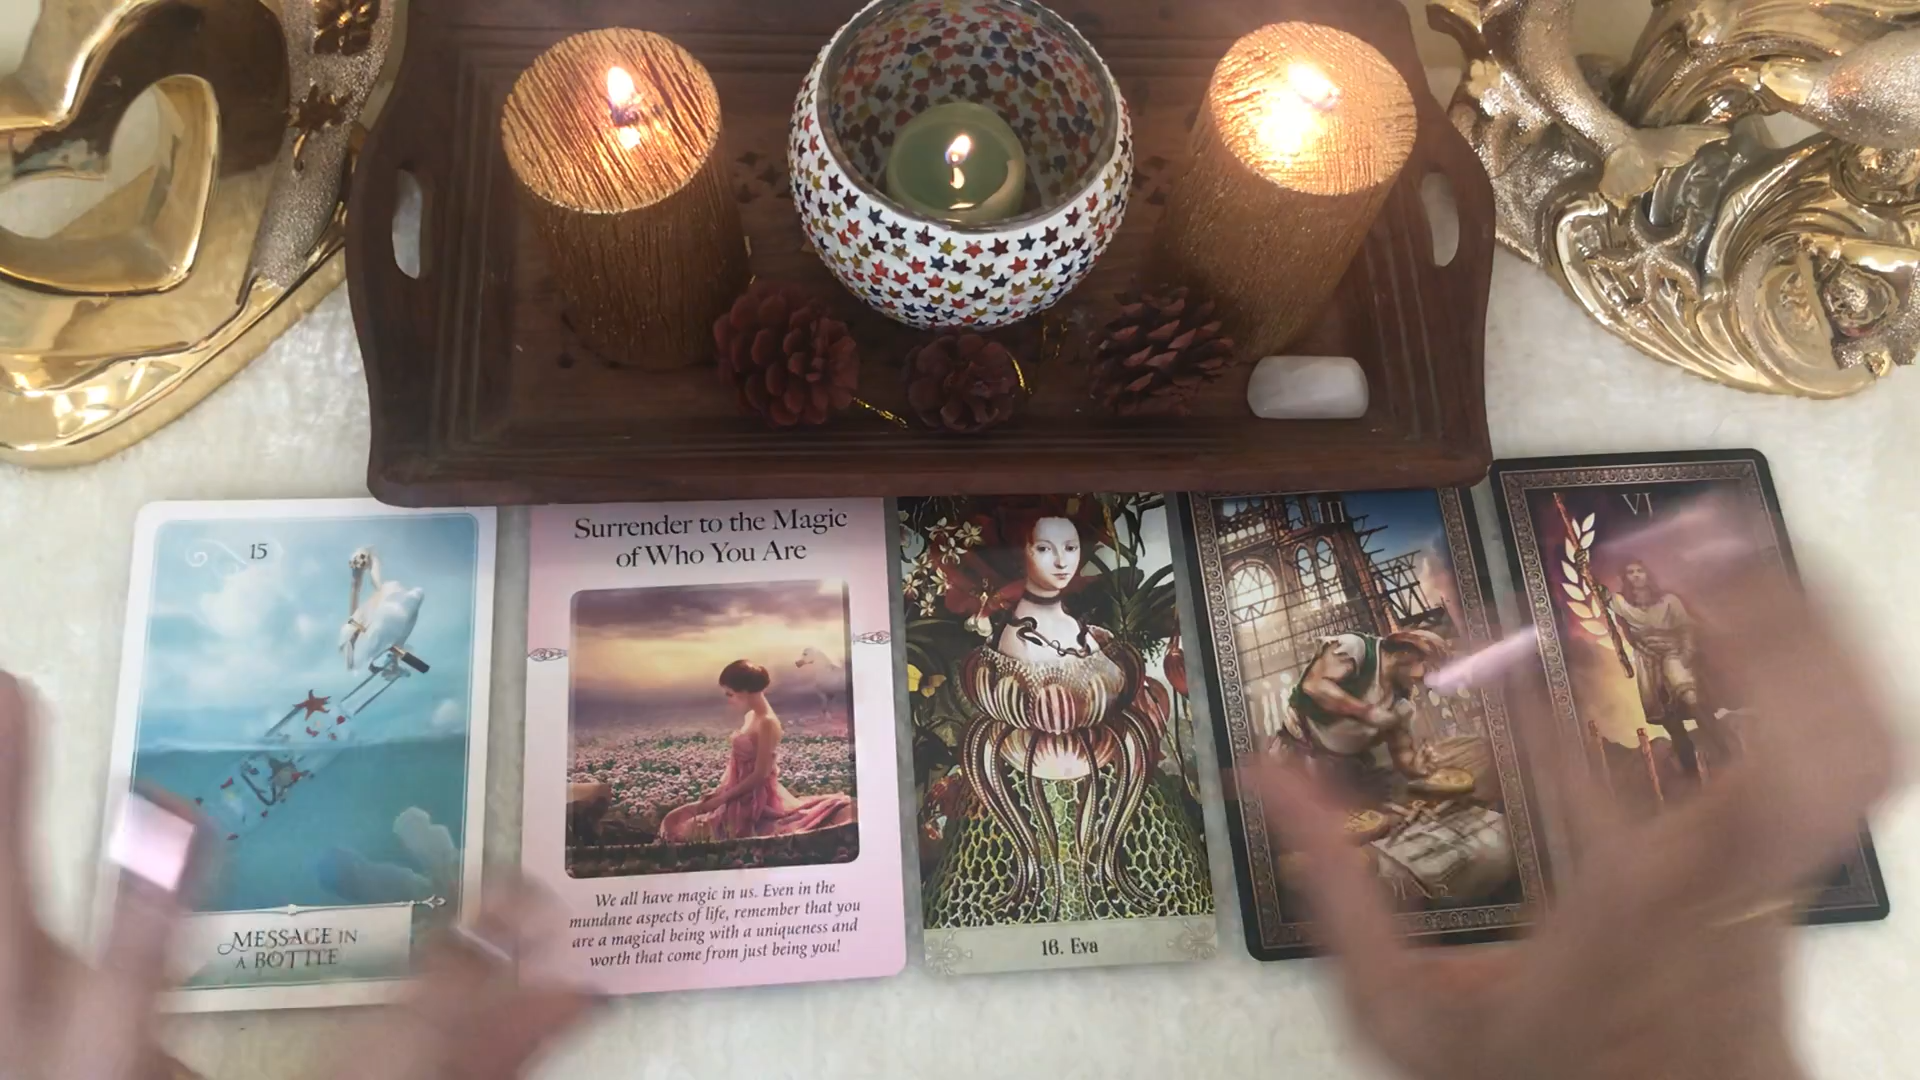 15
MESSAGE IN
A BOTTLE
Surrender to the Magic
of Who You Are
We all have magic in us. Even in the
mundane aspects of life, remember that you
are a magical being with a uniqueness and
worth that come from just being you!
16. Eva
VI